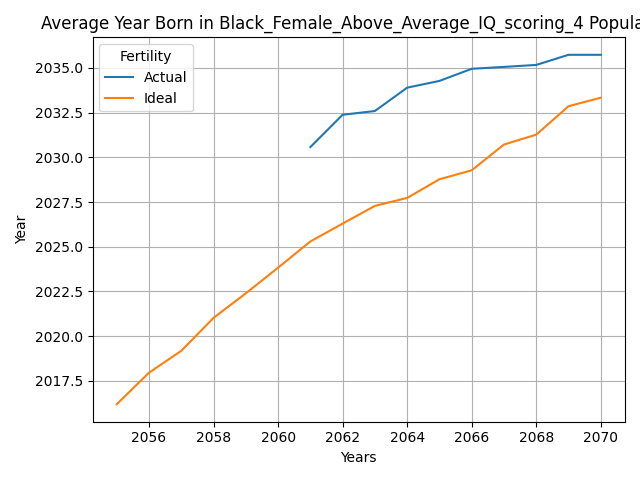 Average Year Born in Black_Female_Above_Average_IQ_scoring_4 Popula
Fertility
Actual
Ideal
2035.0
2032.5
2030.0
2027.5
2025.0
2022.5
2020.0
2017.5
Year
2056 2058 2060 2062 2064 2066 2068 2070
Years